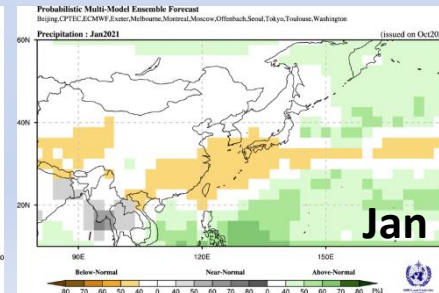 Probabilistic Multi-Model Ensemble Forecast
Beijing,CPTEC,ECMWF,Exeter,Melbourne,Montreal,Moscow,Offenbach,Seoul,Tokyo,Toulouse,Washington
Precipitation : Jan2021 (issued on Oct20
60N
40N
20N
Jan
90E 120E 150E
Below-Normal Near-Normal Above-Normal
80 70 60 50 40 0 40 50 60 70 80 0 40 50 60 70 80 [%]